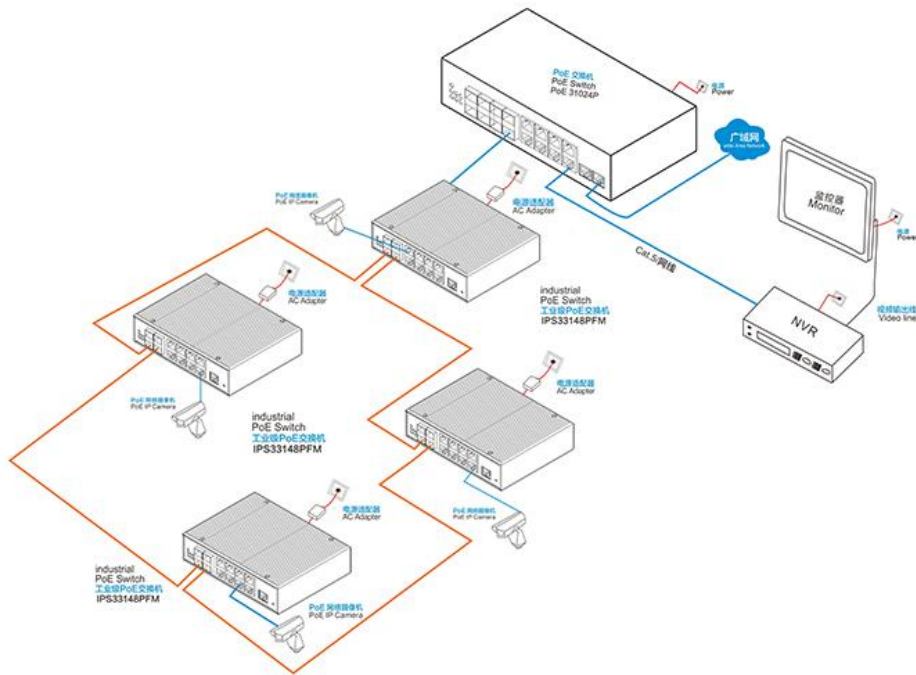 PoE 交换机
PoE Switch
PoE 31024P
电源
Power
广域网
wide Area Network
监控器
Monitor
电源
Power
PoE 网络摄像机
PoE IP Camera
电源适配器
AC Adapter
Cat.5/网线
视频输出线
Video line
NVR
industrial
PoE Switch
工业级PoE交换机
IPS33148PFM
电源适配器
AC Adapter
PoE 网络摄像机
PoE IP Camera
电源适配器
AC Adapter
industrial
PoE Switch
工业级PoE交换机
IPS33148PFM
电源适配器
AC Adapter
PoE 网络摄像机
PoE IP Camera
industrial
PoE Switch
工业级PoE交换机
IPS33148PFM
PoE 网络摄像机
PoE IP Camera